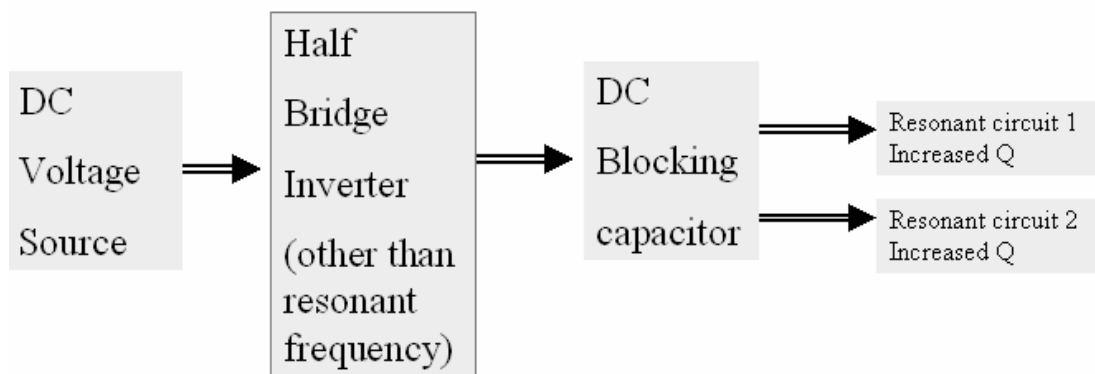 DC
Voltage
Source
Half
Bridge
Inverter
(other than
resonant
frequency)
DC
Blocking
capacitor
Resonant circuit 1
Increased Q
Resonant circuit 2
Increased Q